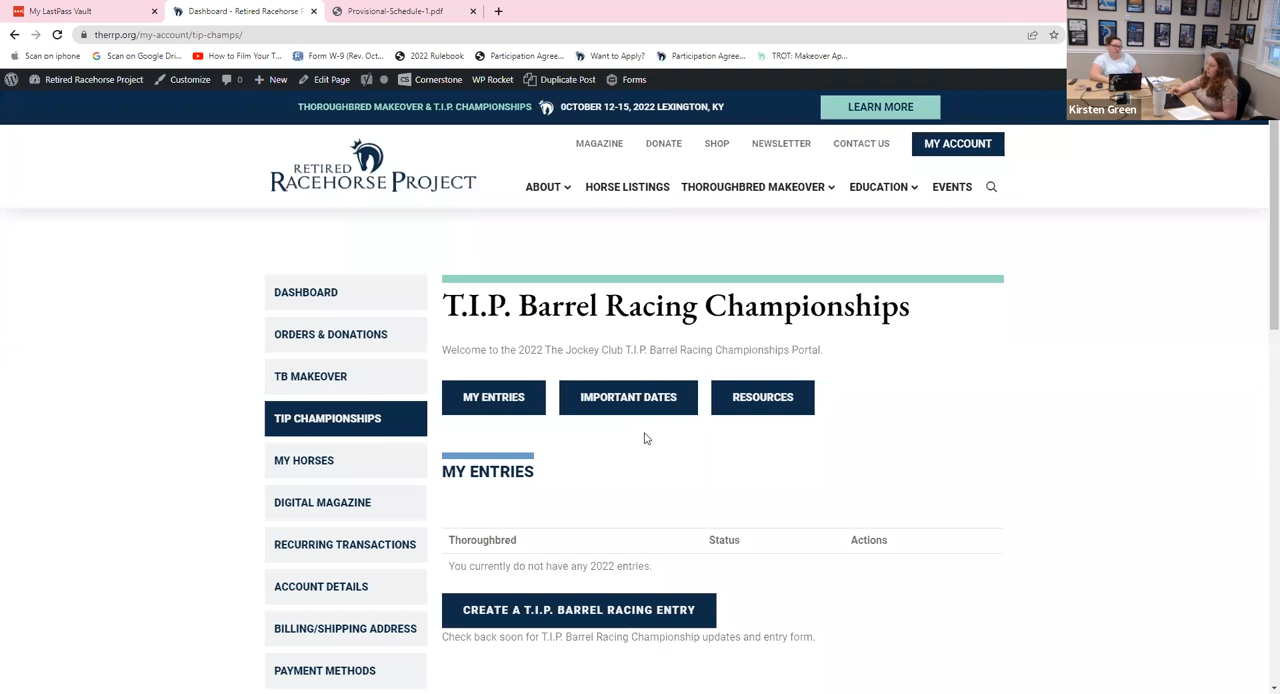 My LastPass Vault
Dashboard - Retired Racehorse P
Provisional-Schedule-1.pdf
therrp.org/my-account/tip-champs/
Scan on iphone
Scan on Google Dri...
How to Film Your T...
Form W-9 (Rev. Oct...
2022 Rulebook
Participation Agree...
Want to Apply?
Participation Agree...
TROT: Makeover Ap...
Retired Racehorse Project
Customize
0
New
Edit Page
CS Cornerstone
WP Rocket
Duplicate Post
Forms
Kirsten Green
THOROUGHBRED MAKEOVER & T.I.P. CHAMPIONSHIPS
OCTOBER 12-15, 2022 LEXINGTON, KY
LEARN MORE
RETIRED
RACEHORSE PROJECT
MAGAZINE
DONATE
SHOP
NEWSLETTER
CONTACT US
MY ACCOUNT
ABOUT
HORSE LISTINGS
THOROUGHBRED MAKEOVER
EDUCATION
EVENTS
DASHBOARD
ORDERS & DONATIONS
TB MAKEOVER
TIP CHAMPIONSHIPS
MY HORSES
DIGITAL MAGAZINE
RECURRING TRANSACTIONS
ACCOUNT DETAILS
BILLING/SHIPPING ADDRESS
PAYMENT METHODS
T.I.P. Barrel Racing Championships
Welcome to the 2022 The Jockey Club T.I.P. Barrel Racing Championships Portal.
MY ENTRIES
IMPORTANT DATES
RESOURCES
MY ENTRIES
Thoroughbred Status Actions
You currently do not have any 2022 entries.
CREATE A T.I.P. BARREL RACING ENTRY
Check back soon for T.I.P. Barrel Racing Championship updates and entry form.